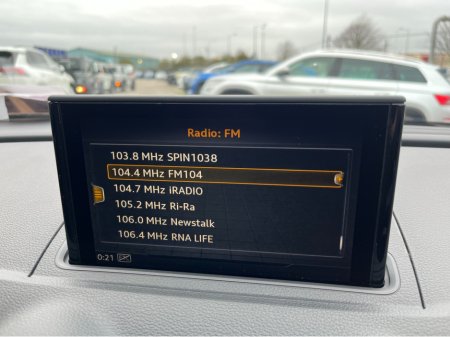 Radio: FM
103.8 MHz SPIN1038
104.4 MHz FM104
104.7 MHz iRADIO
105.2 MHz Ri-Ra
106.0 MHz Newstalk
106.4 MHz RNA LIFE
0:21